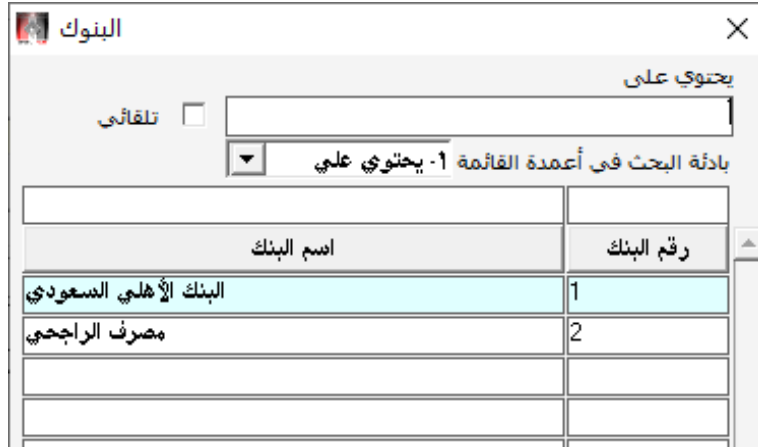 البنوك
يحتوي على
تلقائي
بادئة البحث في أعمدة القائمة 1- يحتوي علي
رقم البنك اسم البنك
1 البنك الأهلي السعودي
2 مصرف الراجحي